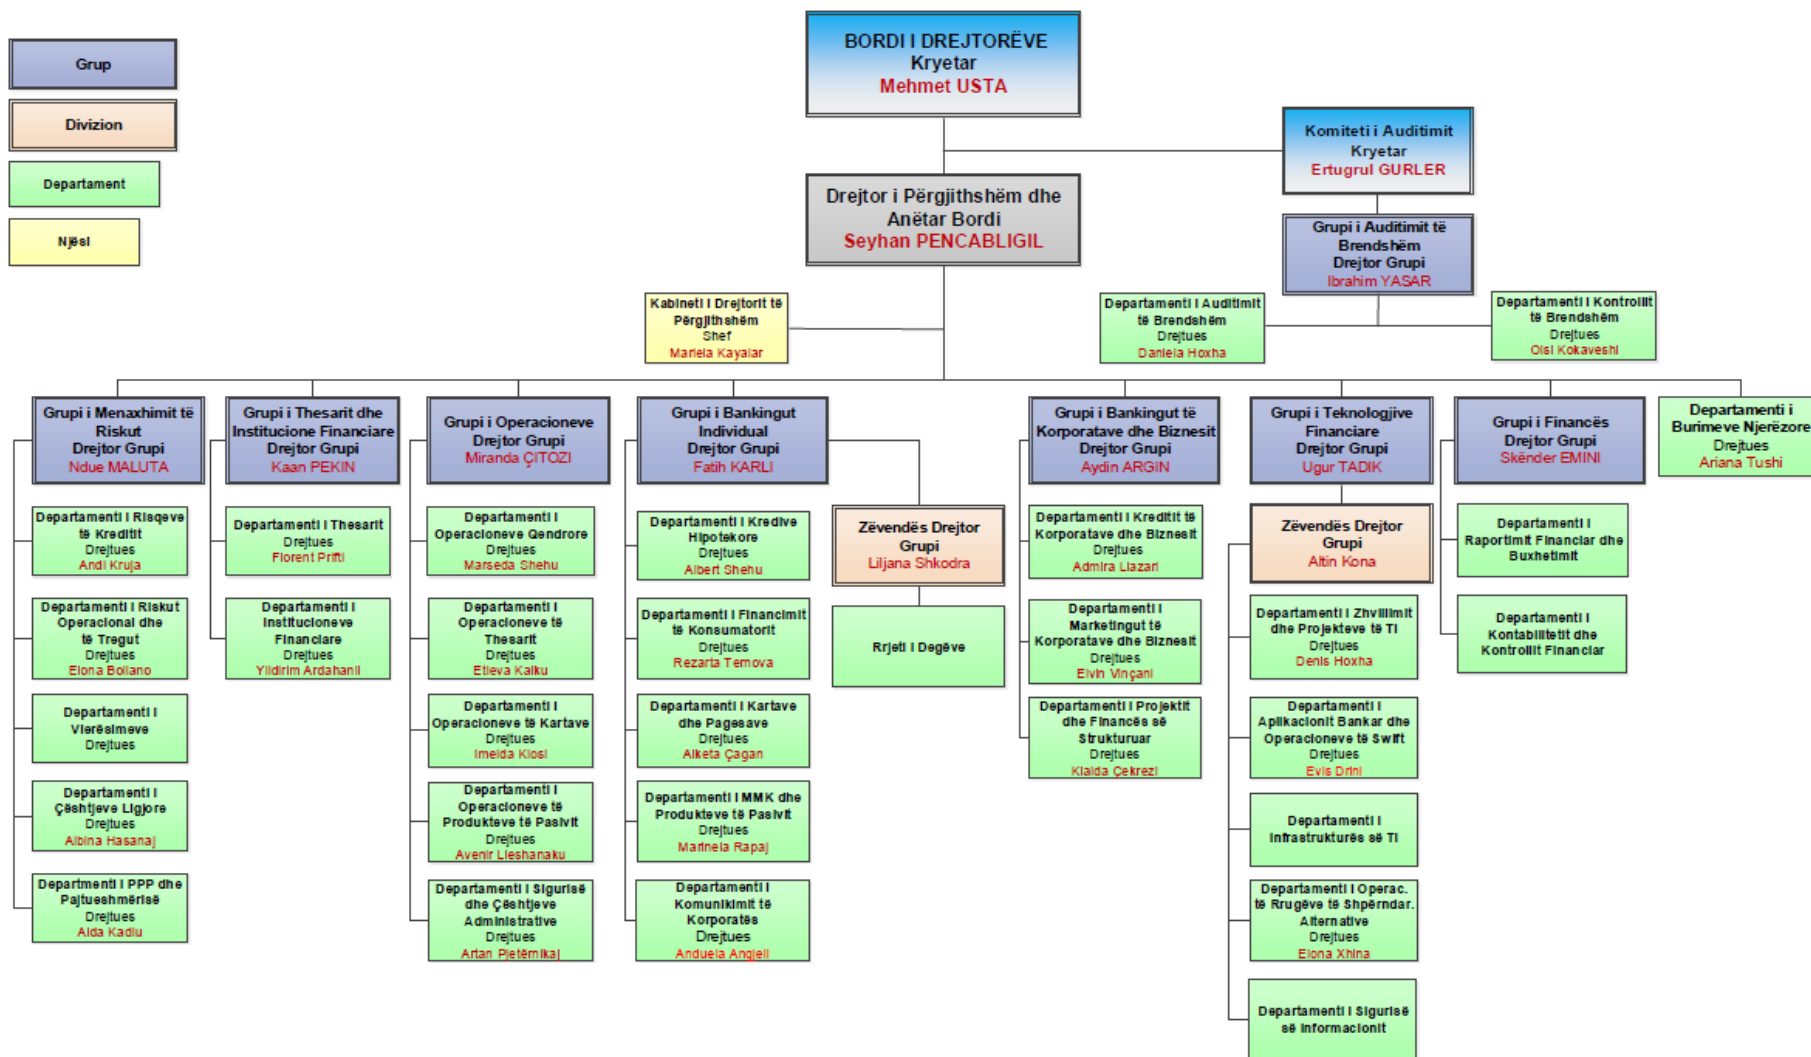 Grup
Divizion
Departament
Njësi
BORDI I DREJTORËVE
Kryetar
Mehmet USTA
Komiteti i Auditimit
Kryetar
Ertugrul GURLER
Drejtor i Përgjithshëm dhe
Anëtar Bordi
Seyhan PENCABLIGIL
Grupi i Auditimit të
Brendshëm
Drejtor Grupi
Ibrahim YASAR
Kabineti i Drejtorit të
Përgjithshëm
Shef
Mariela Kayalar
Departamenti i Auditimit
të Brendshëm
Drejtues
Daniela Hoxha
Departamenti i Kontrollit
të Brendshëm
Drejtues
Olsi Kokaveshi
Grupi i Menaxhimit të
Riskut
Drejtor Grupi
Ndue MALUTA
Departamenti i Risqeve
të Kreditit
Drejtues
Andi Kruja
Departamenti i Riskut
Operacional dhe
të Tregut
Drejtues
Elona Bollano
Departamenti i
Vlerësimeve
Drejtues
Departamenti i
Çështjeve Ligjore
Drejtues
Albina Hasanaj
Departmenti i PPP dhe
Pajtueshmërisë
Drejtues
Aida Kadiu
Grupi i Thesarit dhe
Institucione Financiare
Drejtor Grupi
Kaan PEKIN
Departamenti i Thesarit
Drejtues
Florent Prifti
Departamenti i
Institucioneve
Financiare
Drejtues
Yildirim Ardahanli
Grupi i Operacioneve
Drejtor Grupi
Miranda ÇITOZI
Departamenti i
Operacioneve Qendrore
Drejtues
Marseda Shehu
Departamenti i
Operacioneve të
Thesarit
Drejtues
Etleva Kalku
Departamenti i
Operacioneve të Kartave
Drejtues
Imelda Klosi
Departamenti i
Operacioneve të
Produkteve të Pasivit
Drejtues
Avenir Lleshanaku
Departamenti i Sigurisë
dhe Çështjeve
Administrative
Drejtues
Artan Pjetërnikaj
Grupi i Bankingut
Individual
Drejtor Grupi
Fatih KARLI
Departamenti i Kredive
Hipotekore
Drejtues
Albert Shehu
Departamenti i Financimit
të Konsumatorit
Drejtues
Rezarta Ternova
Departamenti i Kartave
dhe Pagesave
Drejtues
Alketa Çagan
Departamenti i MMK dhe
Produkteve të Pasivit
Drejtues
Marinela Rapaj
Departamenti i
Komunikimit të
Korporatës
Drejtues
Anduela Angjeli
Zëvendës Drejtor
Grupi
Liljana Shkodra
Rrjeti i Degëve
Grupi i Bankingut të
Korporatave dhe Biznesit
Drejtor Grupi
Aydin ARGIN
Departamenti i Kreditit të
Korporatave dhe Biznesit
Drejtues
Admira Llazari
Departamenti i
Marketingut të
Korporatave dhe Biznesit
Drejtues
Elvin Vinçani
Departamenti i Projektit
dhe Financës së
Strukturuar
Drejtues
Klaida Çekrezi
Grupi i Teknologjive
Financiare
Drejtor Grupi
Ugur TADIK
Zëvendës Drejtor
Grupi
Altin Kona
Departamenti i Zhvillimit
dhe Projekteve të TI
Drejtues
Denis Hoxha
Departamenti i
Aplikacionit Bankar dhe
Operacioneve të Swift
Drejtues
Evis Drini
Departamenti i
Infrastrukturës së TI
Departamenti i Operac.
të Rrugëve të Shpërndar.
Alternative
Drejtues
Elona Xhina
Departamenti i Sigurisë
së Informacionit
Grupi i Financës
Drejtor Grupi
Skënder EMINI
Departamenti i
Raportimit Financiar dhe
Buxhetimit
Departamenti i
Kontabilitetit dhe
Kontrollit Financiar
Departamenti i
Burimeve Njerëzore
Drejtues
Ariana Tushi